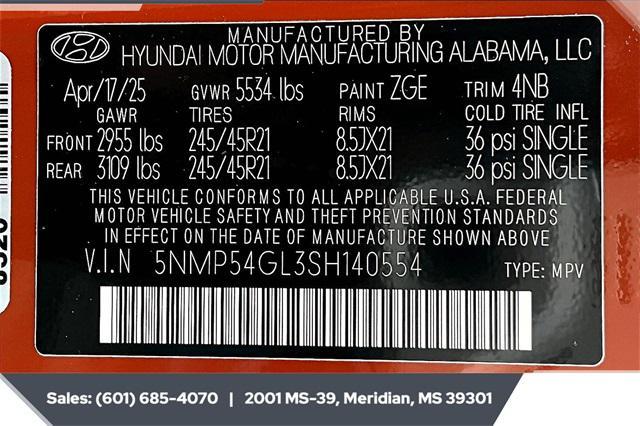 MANUFACTURED BY
HYUNDAI MOTOR MANUFACTURING ALABAMA, LLC
Apr/17/25 GVWR 5534 lbs PAINT ZGE TRIM 4NB
GAWR TIRES RIMS COLD TIRE INFL
FRONT 2955 lbs 245/45R21 8.5JX21 36 psi SINGLE
REAR 3109 lbs 245/45R21 8.5JX21 36 psi SINGLE
THIS VEHICLE CONFORMS TO ALL APPLICABLE U.S.A. FEDERAL
MOTOR VEHICLE SAFETY AND THEFT PREVENTION STANDARDS
IN EFFECT ON THE DATE OF MANUFACTURE SHOWN ABOVE
V.I.N 5NMP54GL3SH140554 TYPE: MPV
Sales: (601) 685-4070 | 2001 MS-39, Meridian, MS 39301